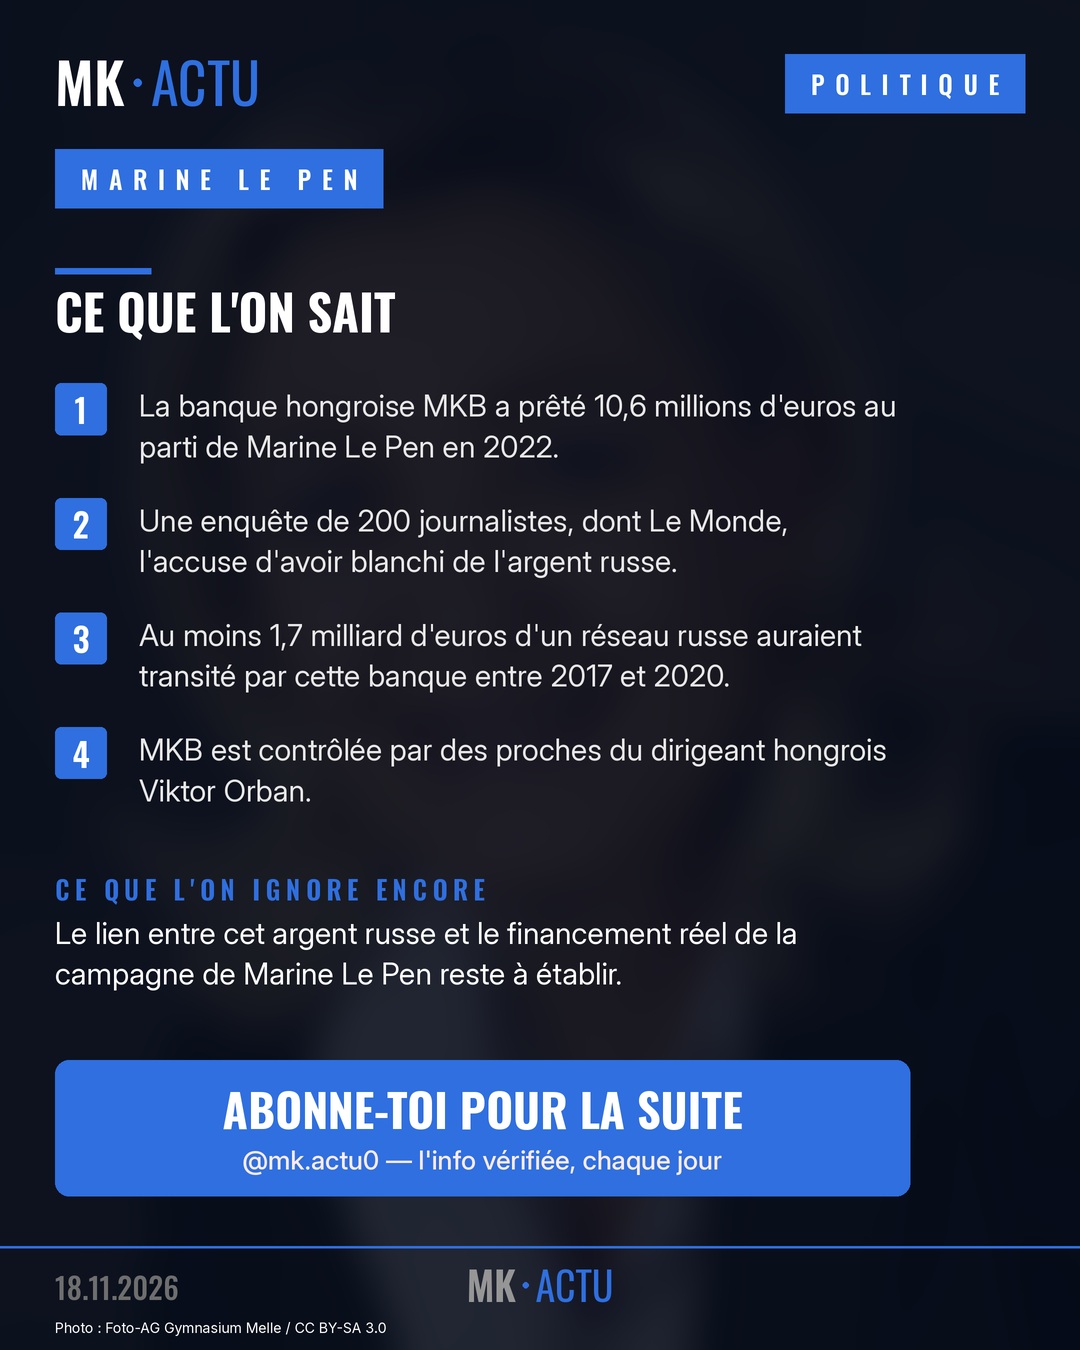 MK·ACTU
POLITIQUE
MARINE LE PEN
CE QUE L'ON SAIT
1
La banque hongroise MKB a prêté 10,6 millions d'euros au
parti de Marine Le Pen en 2022.
2
Une enquête de 200 journalistes, dont Le Monde,
l'accuse d'avoir blanchi de l'argent russe.
3
Au moins 1,7 milliard d'euros d'un réseau russe auraient
transité par cette banque entre 2017 et 2020.
4
MKB est contrôlée par des proches du dirigeant hongrois
Viktor Orban.
CE QUE L'ON IGNORE ENCORE
Le lien entre cet argent russe et le financement réel de la
campagne de Marine Le Pen reste à établir.
ABONNE-TOI POUR LA SUITE
@mk.actu0 — l'info vérifiée, chaque jour
18.11.2026
MK·ACTU
Photo : Foto-AG Gymnasium Melle / CC BY-SA 3.0